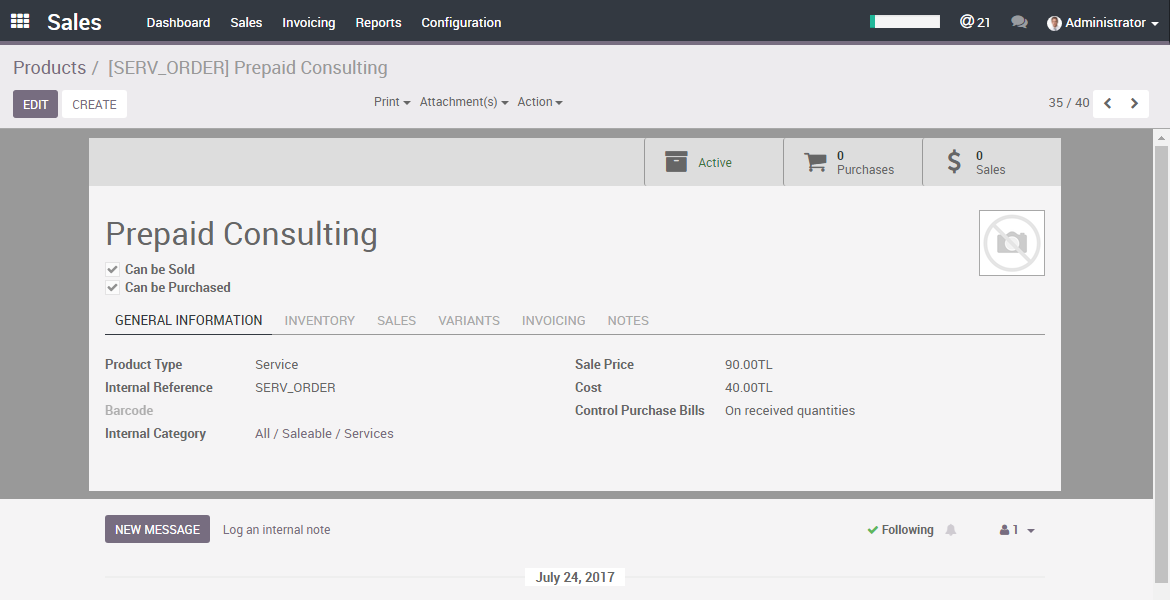 Sales Dashboard Sales Invoicing Reports Configuration @21 Administrator
Products / [SERV_ORDER] Prepaid Consulting
EDIT CREATE Print Attachment(s) Action 35 / 40
Active 0 Purchases $ 0 Sales
Prepaid Consulting
Can be Sold
Can be Purchased
GENERAL INFORMATION INVENTORY SALES VARIANTS INVOICING NOTES
Product Type Service Sale Price 90.00TL
Internal Reference SERV_ORDER Cost 40.00TL
Barcode Control Purchase Bills On received quantities
Internal Category All / Saleable / Services
NEW MESSAGE Log an internal note Following 1
July 24, 2017